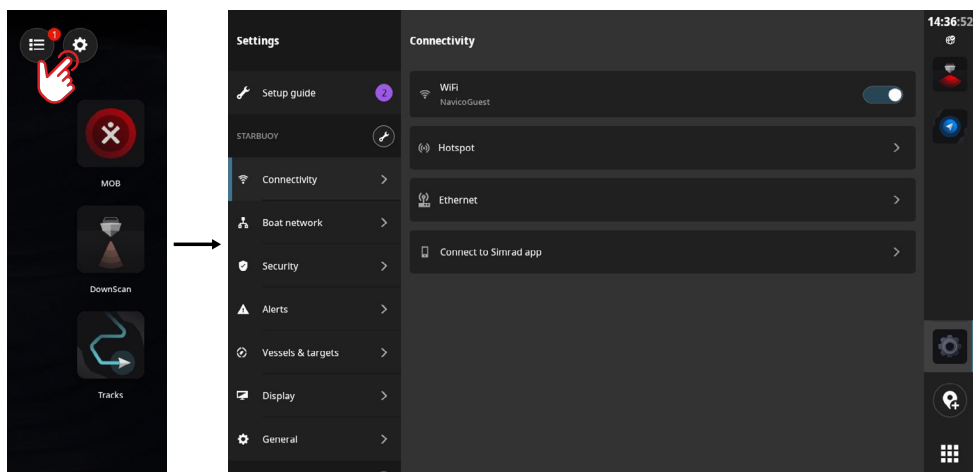 1
MOB
DownScan
Tracks
Settings
Setup guide
2
STARBUOY
Connectivity
Boat network
Security
Alerts
Vessels & targets
Display
General
Connectivity
WiFi
NavicoGuest
Hotspot
Ethernet
Connect to Simrad app
14:36:52